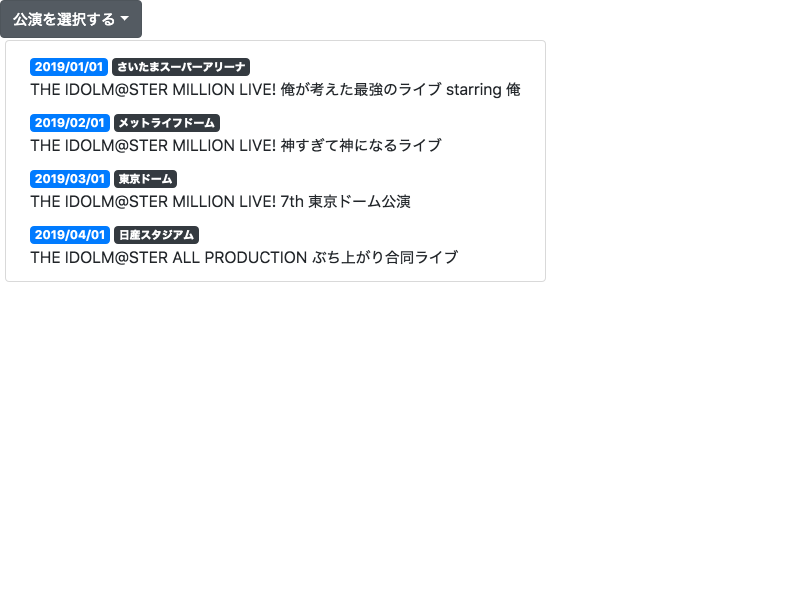 公演を選択する
2019/01/01 さいたまスーパーアリーナ
THE IDOLM@STER MILLION LIVE! 俺が考えた最強のライブ starring 俺
2019/02/01 メットライフドーム
THE IDOLM@STER MILLION LIVE! 神すぎて神になるライブ
2019/03/01 東京ドーム
THE IDOLM@STER MILLION LIVE! 7th 東京ドーム公演
2019/04/01 日産スタジアム
THE IDOLM@STER ALL PRODUCTION ぶち上がり合同ライブ